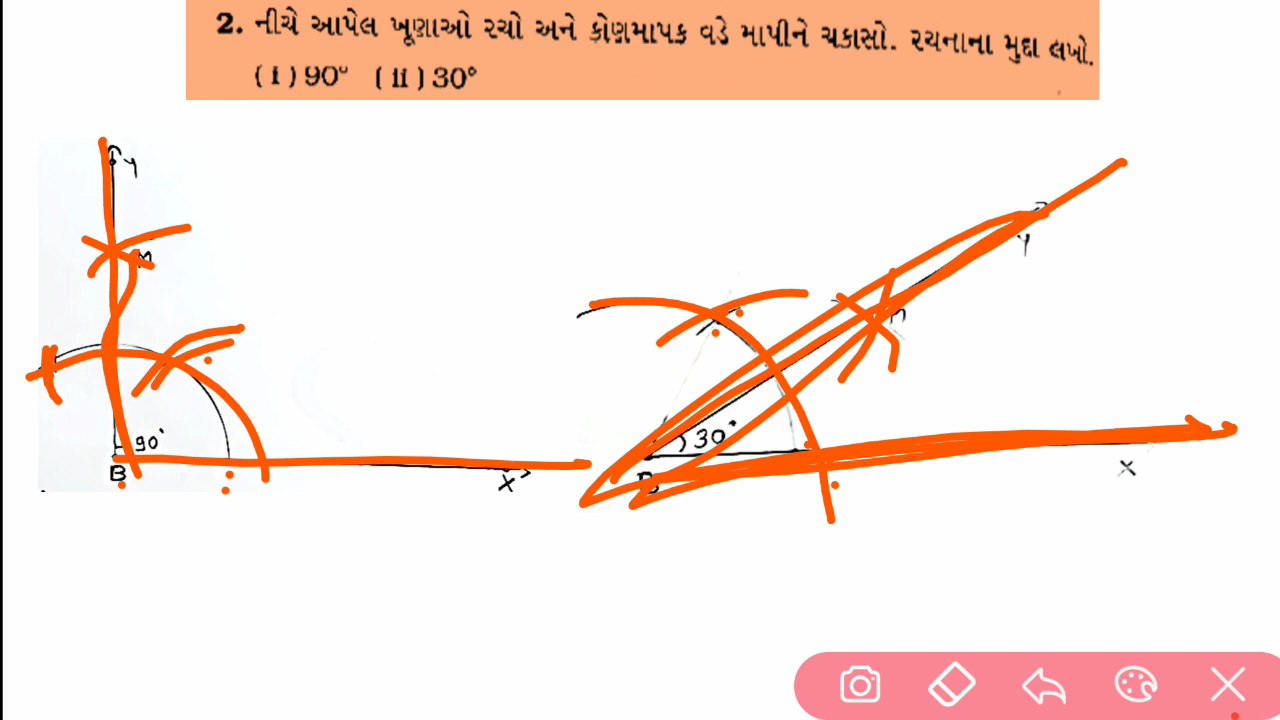 2. નીચે આપેલ ખૂણાઓ રચો અને કોણમાપક વડે માપીને ચકાસો. રચનાના મુદ્દા લખો.
(i) 90° (ii) 30°
Y
M
90°
B
X
Y
M
30°
B
X